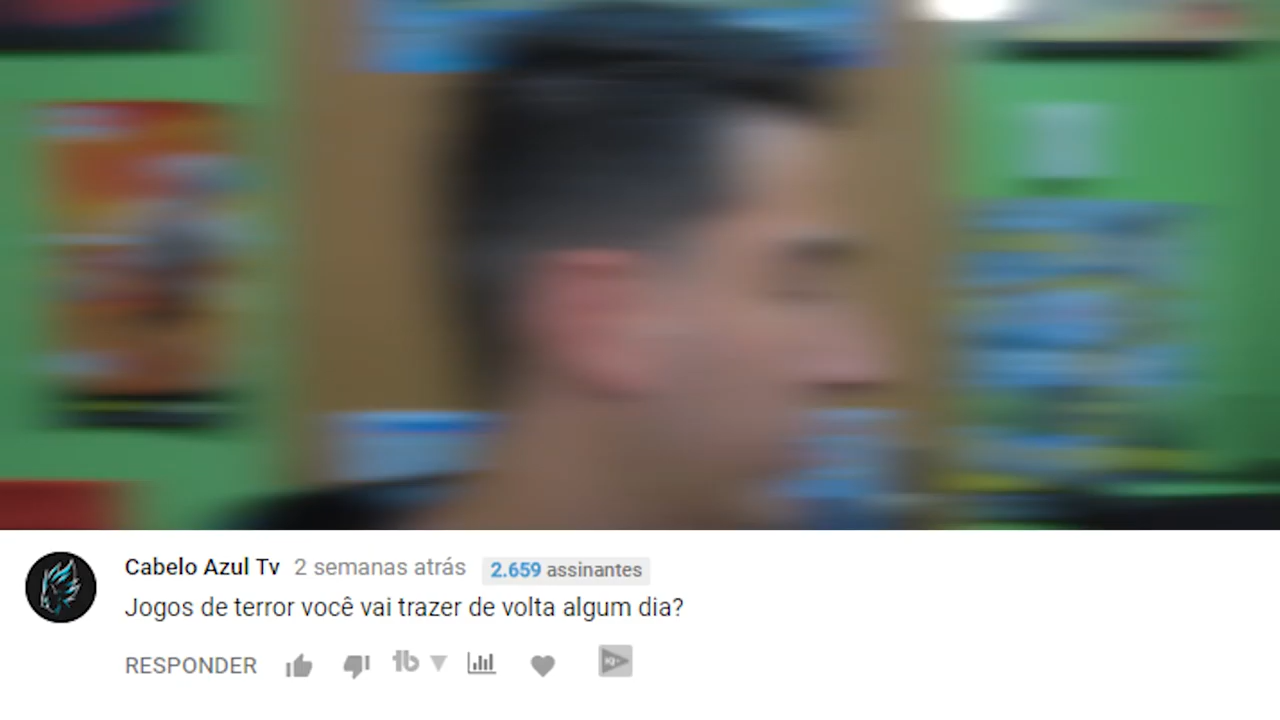 Cabelo Azul Tv 2 semanas atrás 2.659 assinantes
Jogos de terror você vai trazer de volta algum dia?
RESPONDER